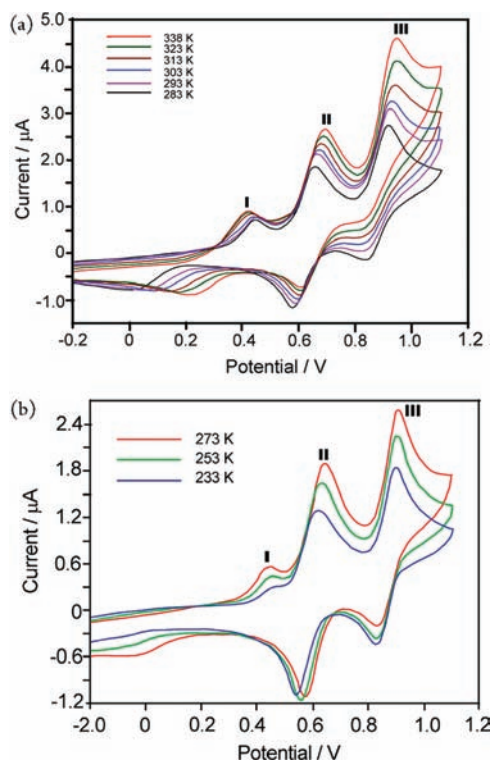 (a)
338 K
323 K
313 K
303 K
293 K
283 K
I
II
III
5.0
4.0
3.0
2.0
1.0
0
-1.0
Current / μA
-0.2 0 0.2 0.4 0.6 0.8 1.0 1.2
Potential / V
(b)
273 K
253 K
233 K
I
II
III
2.4
1.8
1.2
0.6
0
-0.6
-1.2
Current / μA
-2.0 0 0.2 0.4 0.6 0.8 1.0 1.2
Potential / V